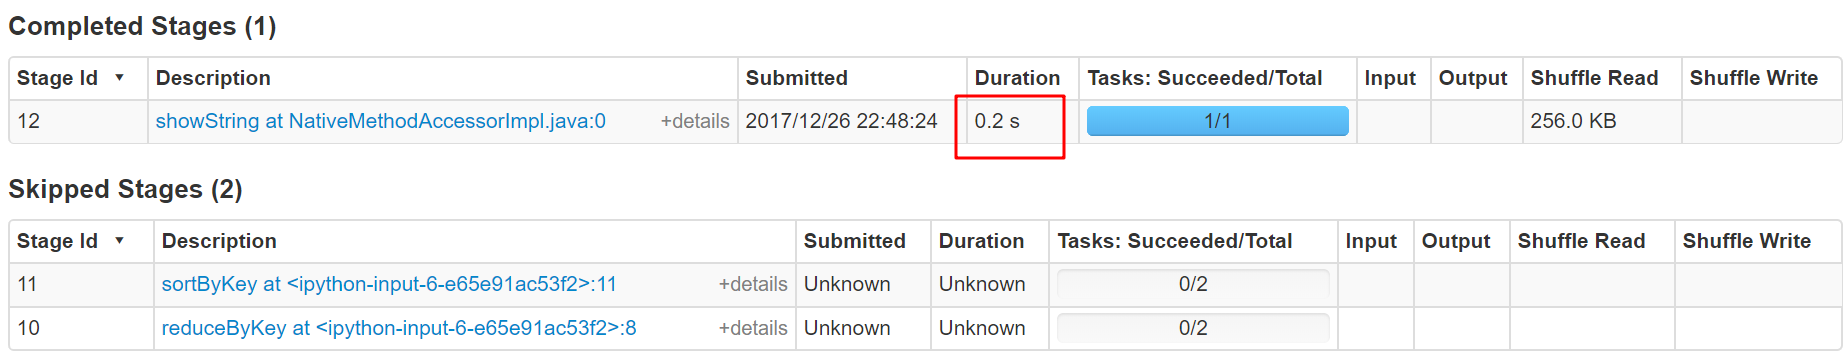 Completed Stages (1)
Stage Id ▾ Description Submitted Duration Tasks: Succeeded/Total Input Output Shuffle Read Shuffle Write
12 showString at NativeMethodAccessorImpl.java:0 +details 2017/12/26 22:48:24 0.2 s 1/1 256.0 KB
Skipped Stages (2)
Stage Id ▾ Description Submitted Duration Tasks: Succeeded/Total Input Output Shuffle Read Shuffle Write
11 sortByKey at <ipython-input-6-e65e91ac53f2>:11 +details Unknown Unknown 0/2
10 reduceByKey at <ipython-input-6-e65e91ac53f2>:8 +details Unknown Unknown 0/2